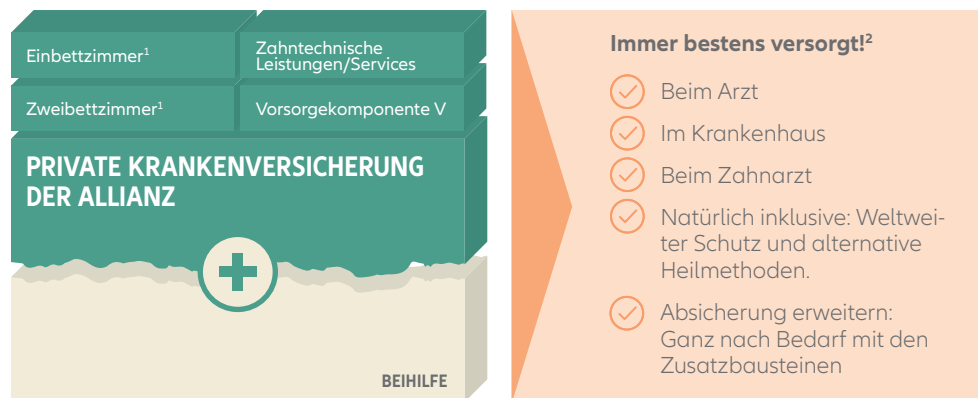 Einbettzimmer¹
Zahntechnische
Leistungen/Services
Zweibettzimmer¹
Vorsorgekomponente V
PRIVATE KRANKENVERSICHERUNG
DER ALLIANZ
BEIHILFE
Immer bestens versorgt!²
Beim Arzt
Im Krankenhaus
Beim Zahnarzt
Natürlich inklusive: Weltwei-
ter Schutz und alternative
Heilmethoden.
Absicherung erweitern:
Ganz nach Bedarf mit den
Zusatzbausteinen